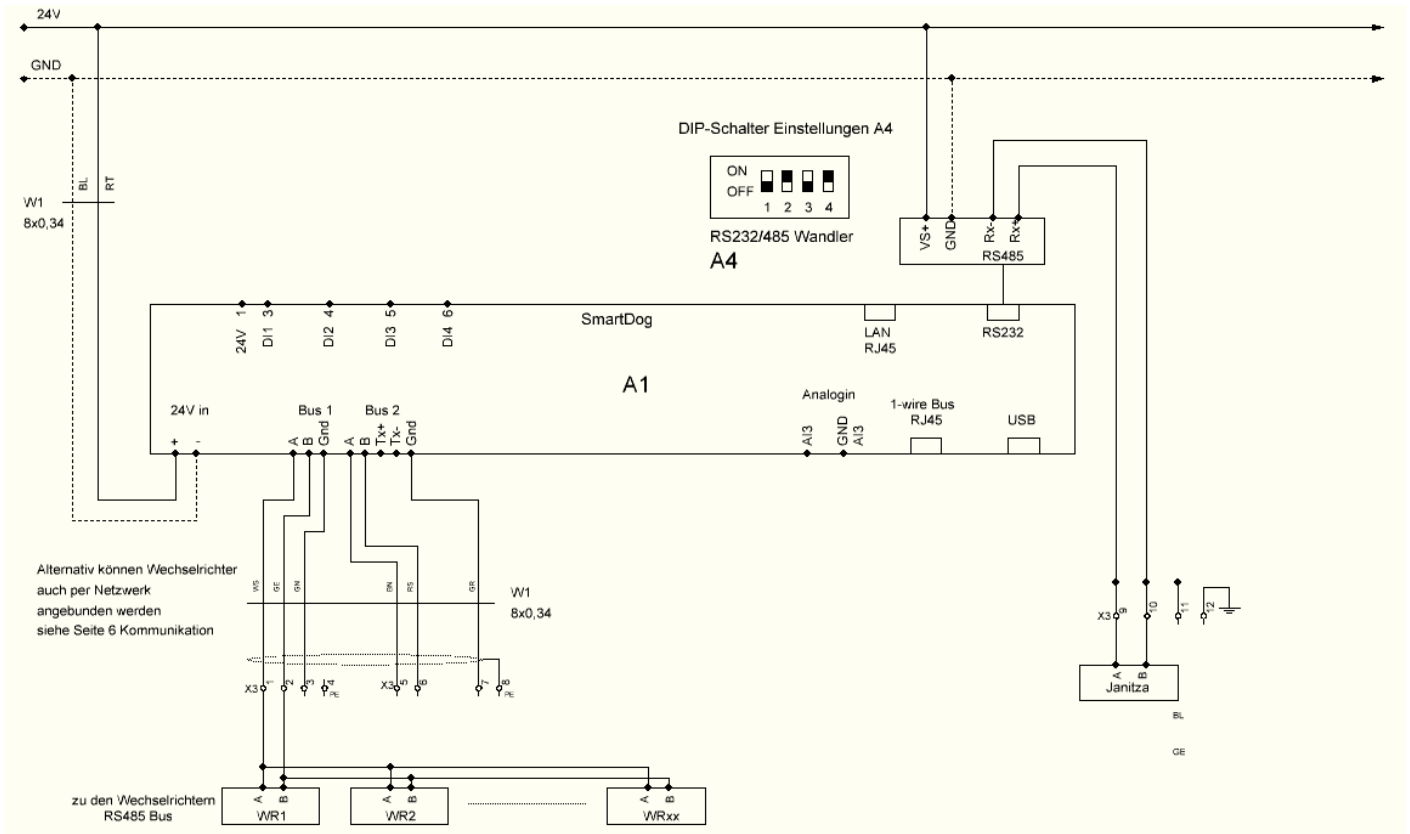 24V
GND
DIP-Schalter Einstellungen A4
ON
OFF
1 2 3 4
RS232/485 Wandler
A4
BL
RT
W1
8x0,34
VS+
GND
Rx-
Rx+
RS485
24V 1
DI1 3
DI2 4
DI3 5
DI4 6
SmartDog
LAN
RJ45
RS232
A1
24V in
+
-
Bus 1
A
B
Gnd
Bus 2
A
B
Tx+
Tx-
Gnd
Analogin
AI3
GND
AI3
1-wire Bus
RJ45
USB
Alternativ können Wechselrichter
auch per Netzwerk
angebunden werden
siehe Seite 6 Kommunikation
WS
GE
GN
BN
RS
GR
W1
8x0,34
X3
1
2
3
4
PE
X3
5
6
7
8
PE
X3
9
10
11
12
A
B
Janitza
BL
GE
zu den Wechselrichtern
RS485 Bus
A B
WR1
A B
WR2
A B
WRxx